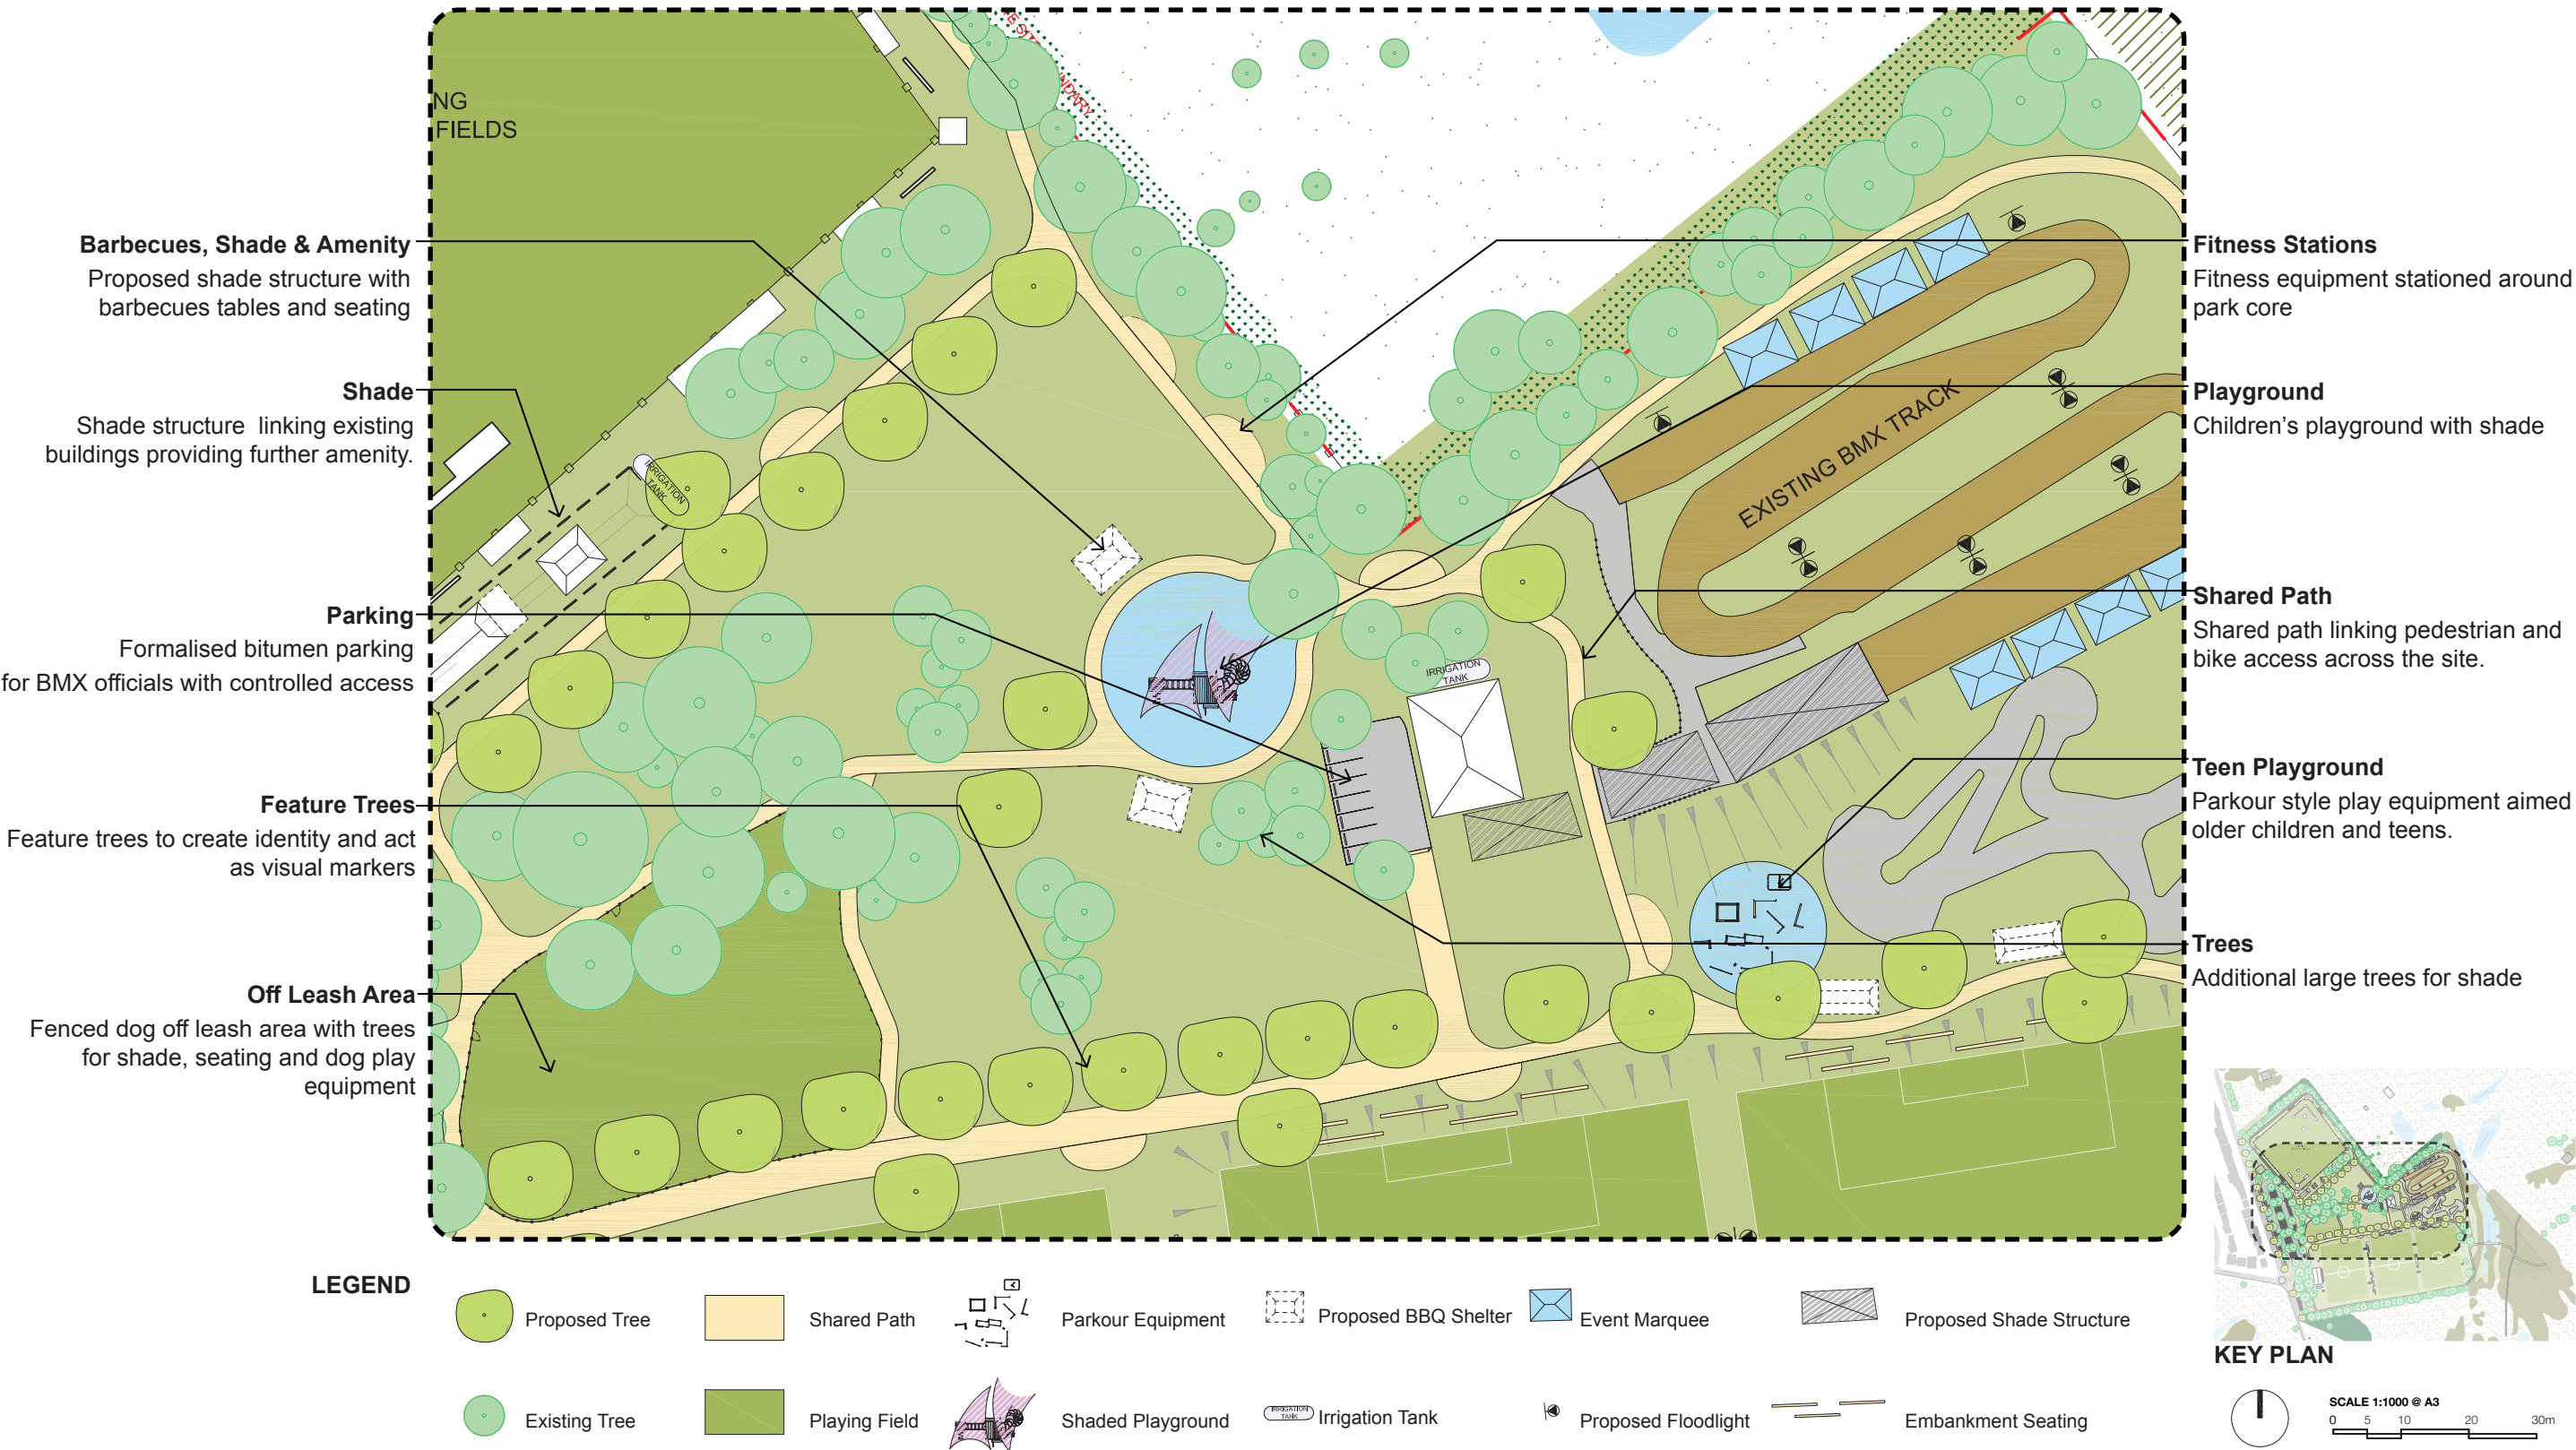 NG
FIELDS
E SITE BOUNDARY
Barbecues, Shade & Amenity
Proposed shade structure with
barbecues tables and seating
Shade
Shade structure linking existing
buildings providing further amenity.
Parking
Formalised bitumen parking
for BMX officials with controlled access
Feature Trees
Feature trees to create identity and act
as visual markers
Off Leash Area
Fenced dog off leash area with trees
for shade, seating and dog play
equipment
IRRIGATION
TANK
IRRIGATION
TANK
EXISTING BMX TRACK
Fitness Stations
Fitness equipment stationed around
park core
Playground
Children’s playground with shade
Shared Path
Shared path linking pedestrian and
bike access across the site.
Teen Playground
Parkour style play equipment aimed
older children and teens.
Trees
Additional large trees for shade
LEGEND
Proposed Tree
Shared Path
Parkour Equipment
Proposed BBQ Shelter
Event Marquee
Proposed Shade Structure
Existing Tree
Playing Field
Shaded Playground
IRRIGATION
TANK
Irrigation Tank
Proposed Floodlight
Embankment Seating
KEY PLAN
SCALE 1:1000 @ A3
0 5 10 20 30m